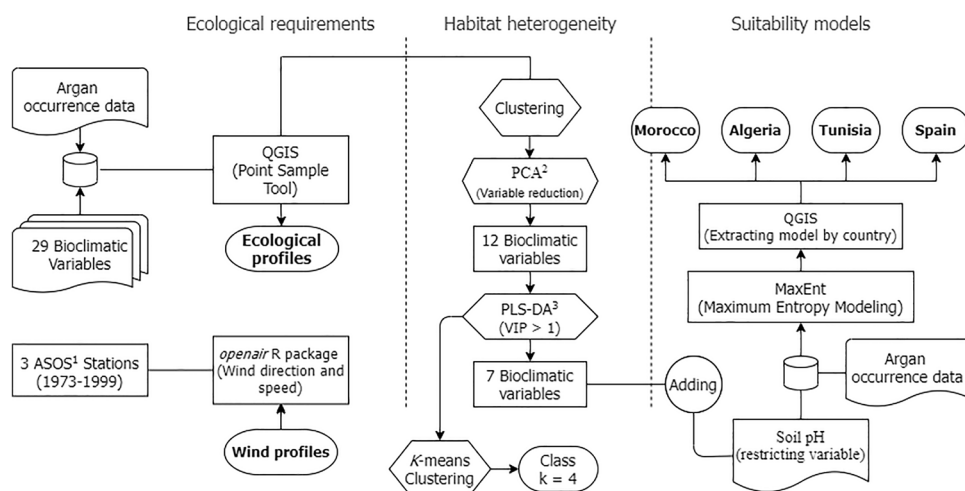 Ecological requirements
Habitat heterogeneity
Suitability models
Argan
occurrence data
QGIS
(Point Sample
Tool)
29 Bioclimatic
Variables
Ecological
profiles
3 ASOS¹ Stations
(1973-1999)
openair R package
(Wind direction and
speed)
Wind profiles
Clustering
PCA²
(Variable reduction)
12 Bioclimatic
variables
PLS-DA³
(VIP > 1)
7 Bioclimatic
variables
K-means
Clustering
Class
k = 4
Morocco
Algeria
Tunisia
Spain
QGIS
(Extracting model by country)
MaxEnt
(Maximum Entropy Modeling)
Adding
Argan
occurrence data
Soil pH
(restricting variable)